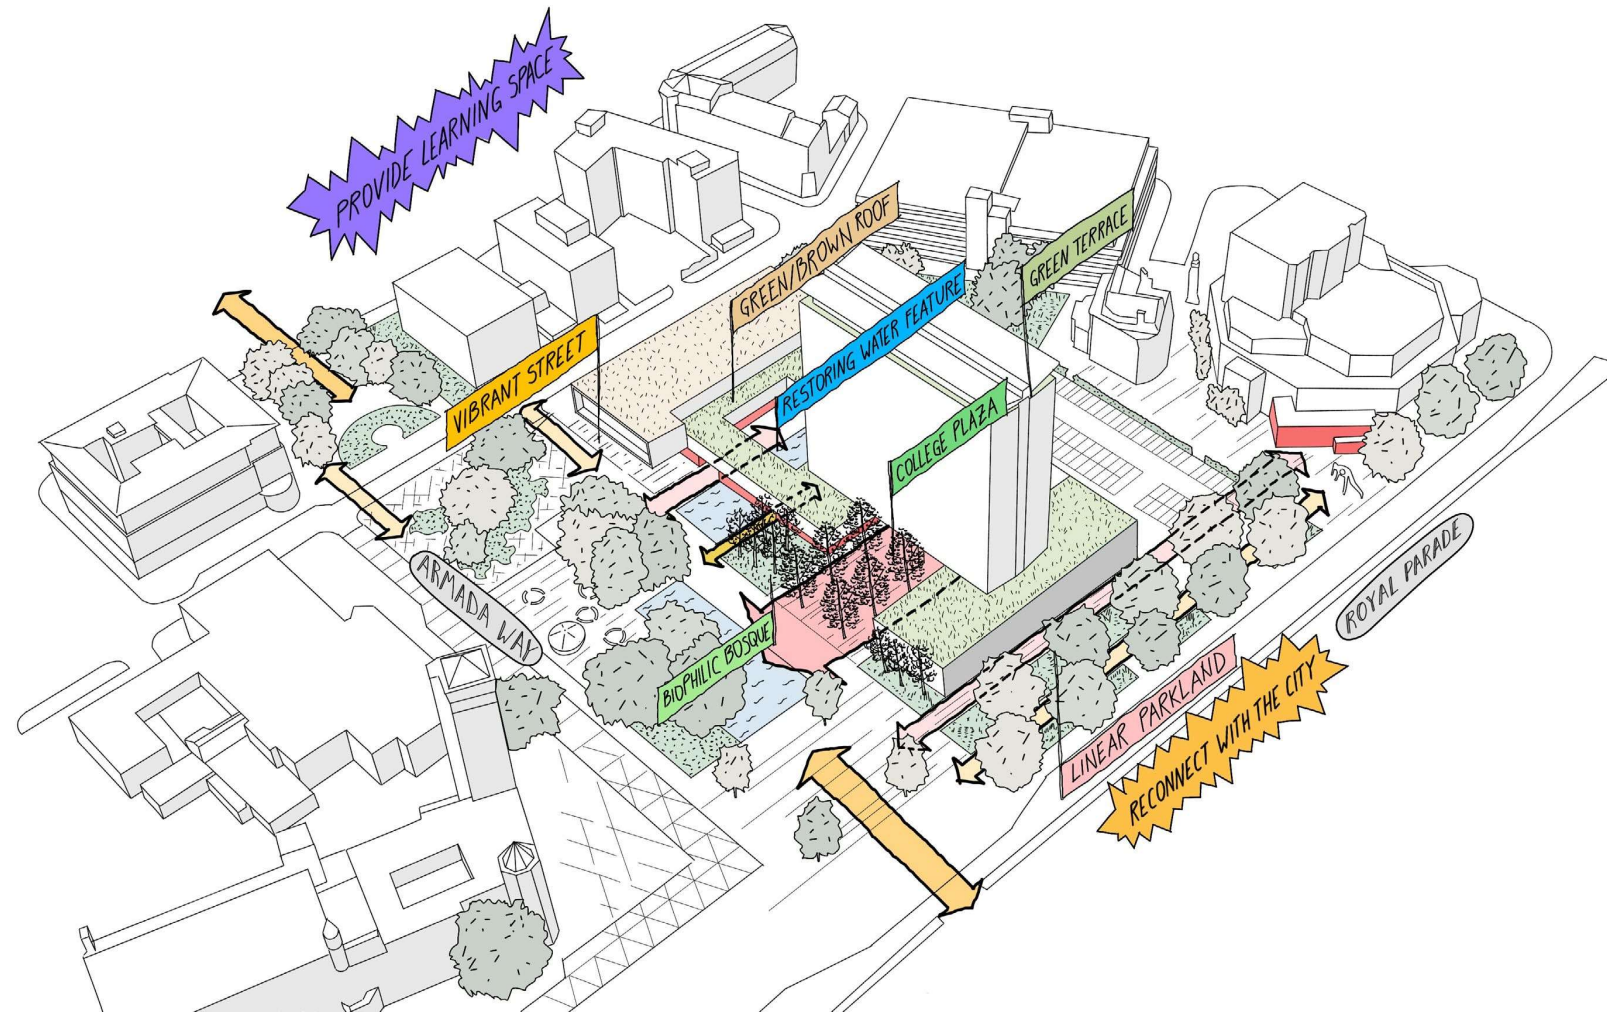 PROVIDE LEARNING SPACE
GREEN/BROWN ROOF
GREEN TERRACE
RESTORING WATER FEATURE
VIBRANT STREET
COLLEGE PLAZA
ARMADA WAY
BIOPHILIC BOSQUE
ROYAL PARADE
LINEAR PARKLAND
RECONNECT WITH THE CITY